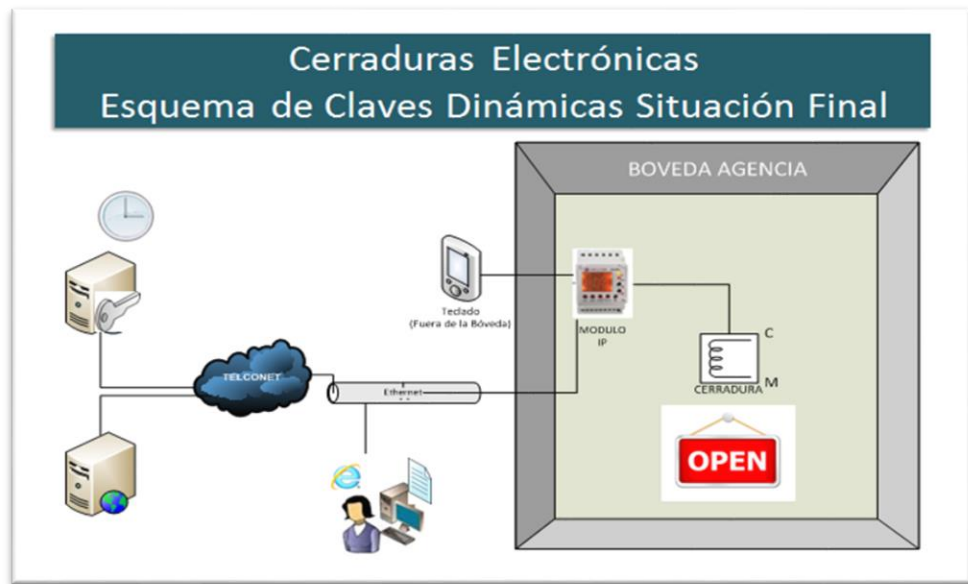 Cerraduras Electrónicas
Esquema de Claves Dinámicas Situación Final
BOVEDA AGENCIA
Teclado
(Fuera de la Bóveda)
MODULO
IP
C
TELCONET
Ethernet
CERRADURA
M
OPEN